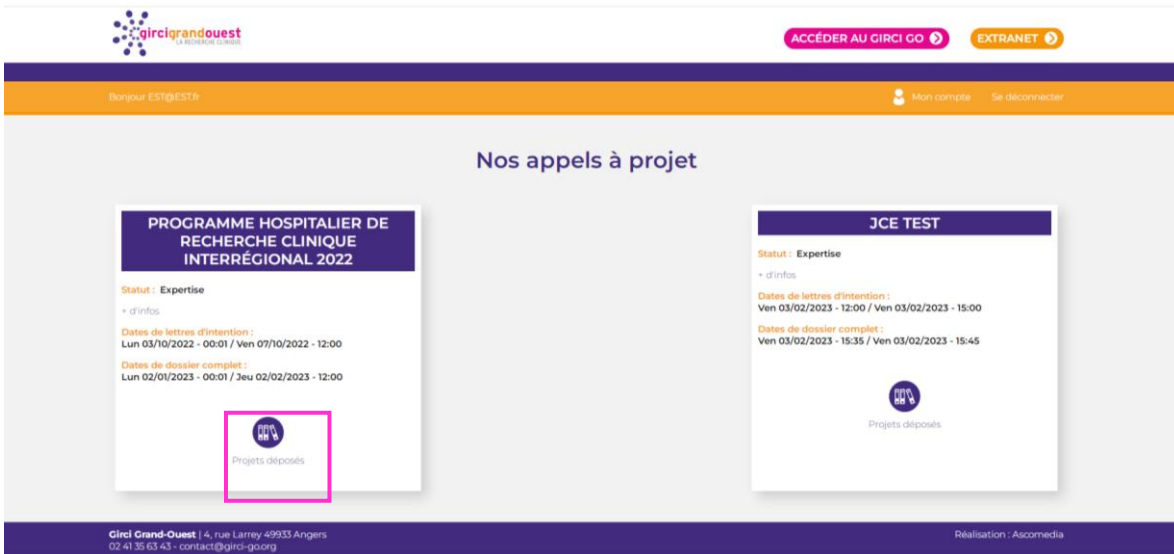 gircigrandouest
LA RECHERCHE CLINIQUE
ACCÉDER AU GIRCI GO
EXTRANET
Bonjour EST@EST.fr
Mon compte
Se déconnecter
Nos appels à projet
PROGRAMME HOSPITALIER DE
RECHERCHE CLINIQUE
INTERRÉGIONAL 2022
Statut : Expertise
+ d'infos
Dates de lettres d'intention :
Lun 03/10/2022 - 00:01 / Ven 07/10/2022 - 12:00
Dates de dossier complet :
Lun 02/01/2023 - 00:01 / Jeu 02/02/2023 - 12:00
Projets déposés
JCE TEST
Statut : Expertise
+ d'infos
Dates de lettres d'intention :
Ven 03/02/2023 - 12:00 / Ven 03/02/2023 - 15:00
Dates de dossier complet :
Ven 03/02/2023 - 15:35 / Ven 03/02/2023 - 15:45
Projets déposés
Girci Grand-Ouest | 4, rue Larrey 49933 Angers
02 41 35 63 43 - contact@girci-go.org
Réalisation : Ascomedia